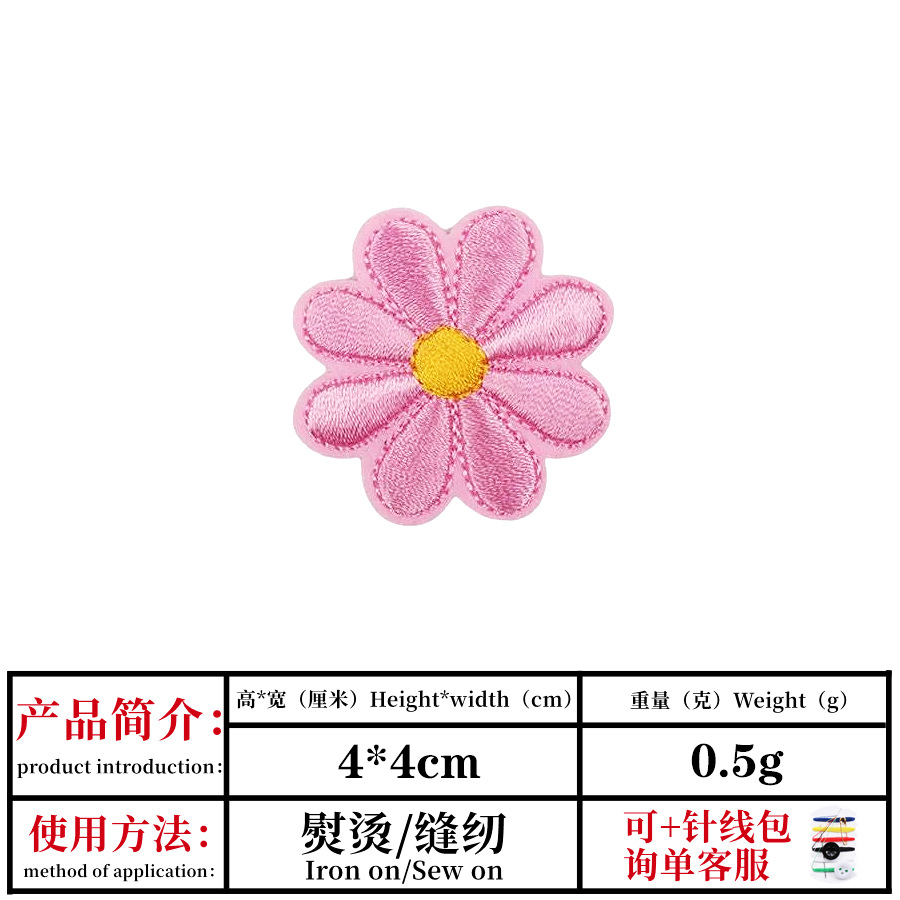 产品简介：
product introduction：
高*宽（厘米）Height*width（cm）
重量（克）Weight（g）
4*4cm
0.5g
使用方法：
method of application：
熨烫/缝纫
Iron on/Sew on
可+针线包
询单客服